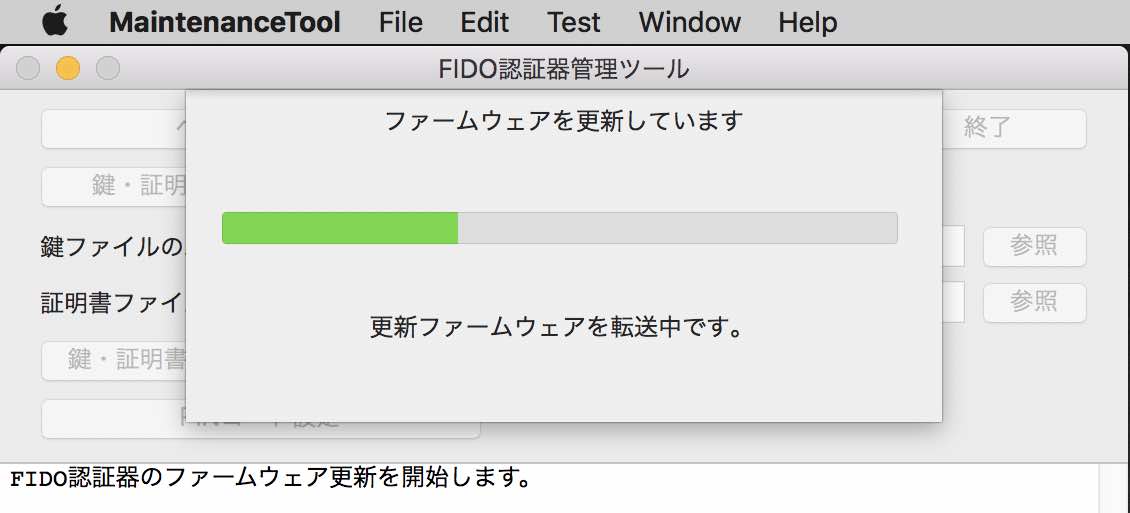 MaintenanceTool File Edit Test Window Help
FIDO認証器管理ツール
ファームウェアを更新しています
終了
鍵・証明
鍵ファイルの
参照
証明書ファイ
参照
更新ファームウェアを転送中です。
鍵・証明書
FIDO認証器のファームウェア更新を開始します。